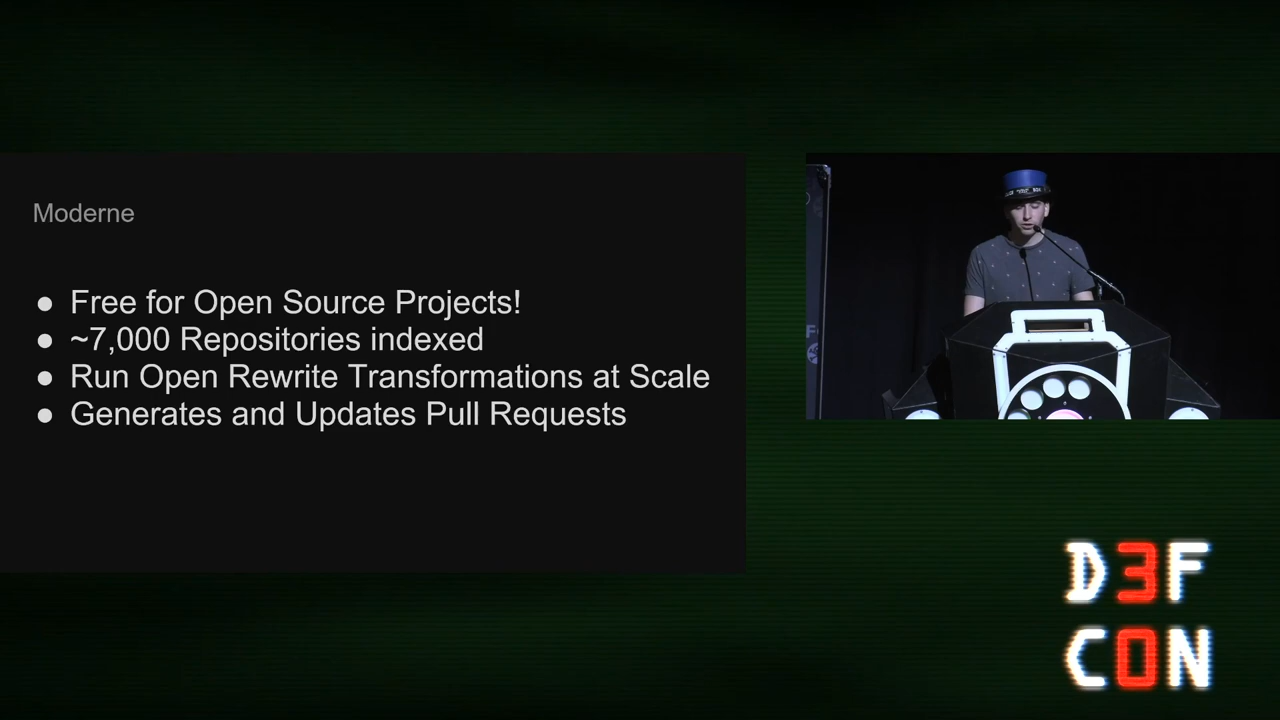 Moderne
● Free for Open Source Projects!
● ~7,000 Repositories indexed
● Run Open Rewrite Transformations at Scale
● Generates and Updates Pull Requests
D3F
C0N